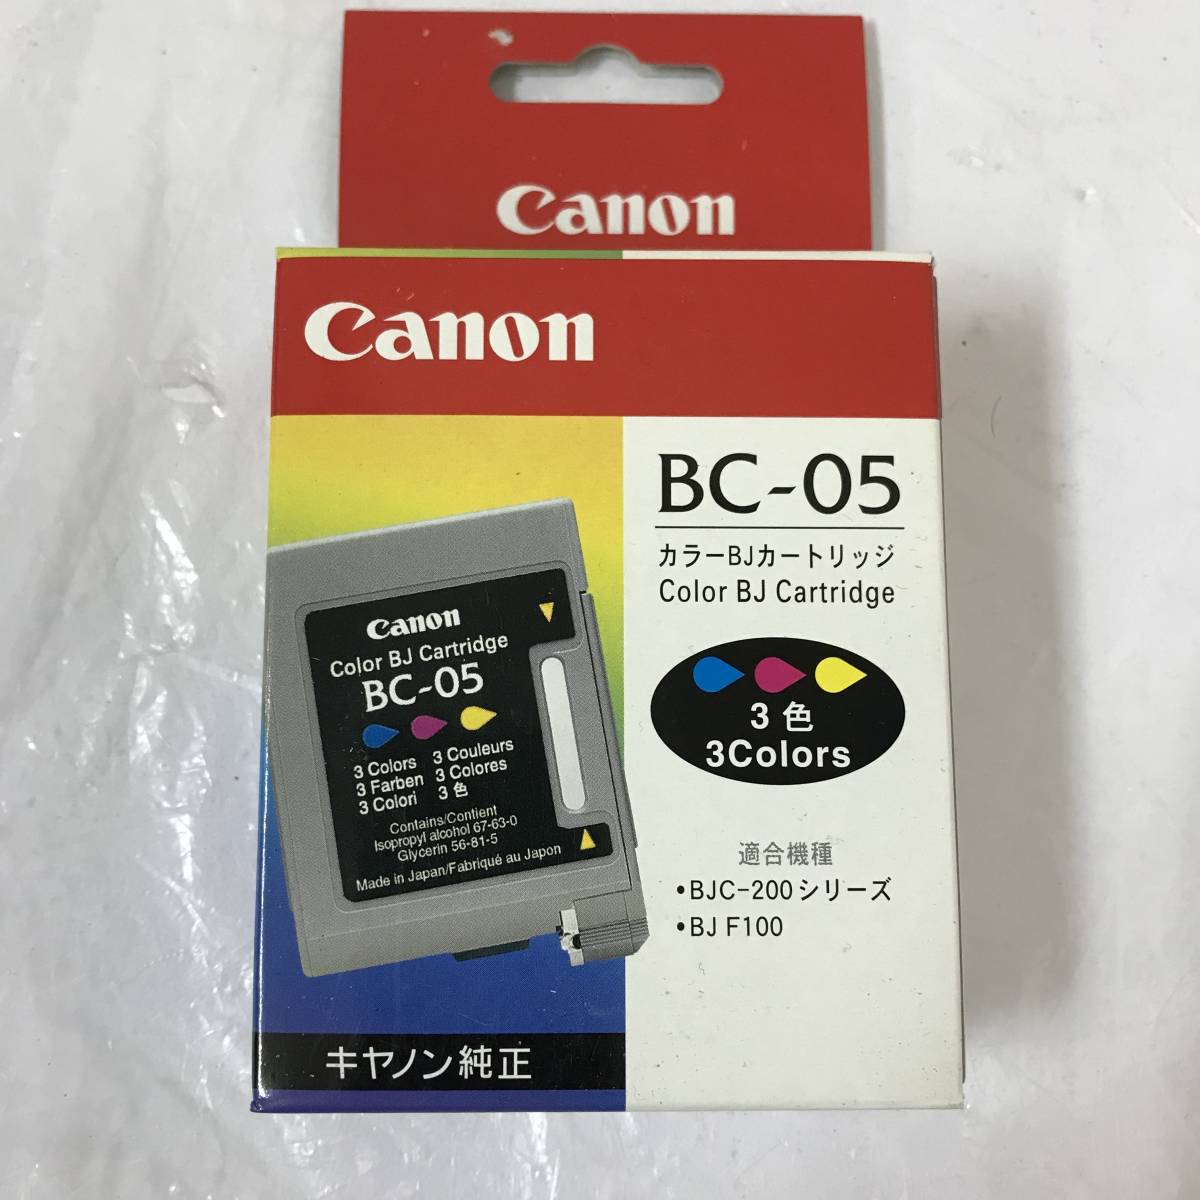 Canon
Canon
BC-05
カラーBJカートリッジ
Color BJ Cartridge
3色
3Colors
適合機種
•BJC-200シリーズ
•BJ F100
Canon
Color BJ Cartridge
BC-05
3 Colors 3 Couleurs
3 Farben 3 Colores
3 Colori 3色
Contains/Contient
Isopropyl alcohol 67-63-0
Glycerin 56-81-5
Made in Japan/Fabriqué au Japon
キヤノン純正